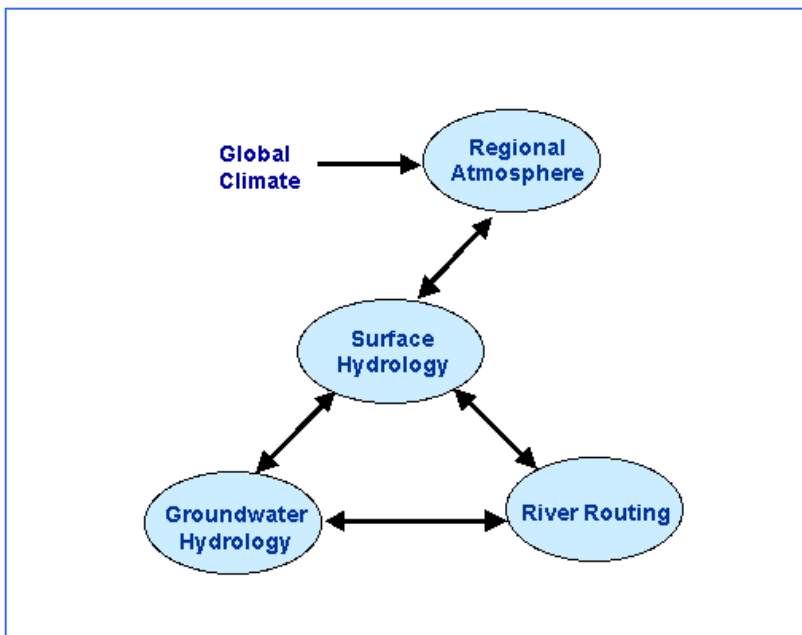 Global
Climate
Regional
Atmosphere
Surface
Hydrology
Groundwater
Hydrology
River Routing